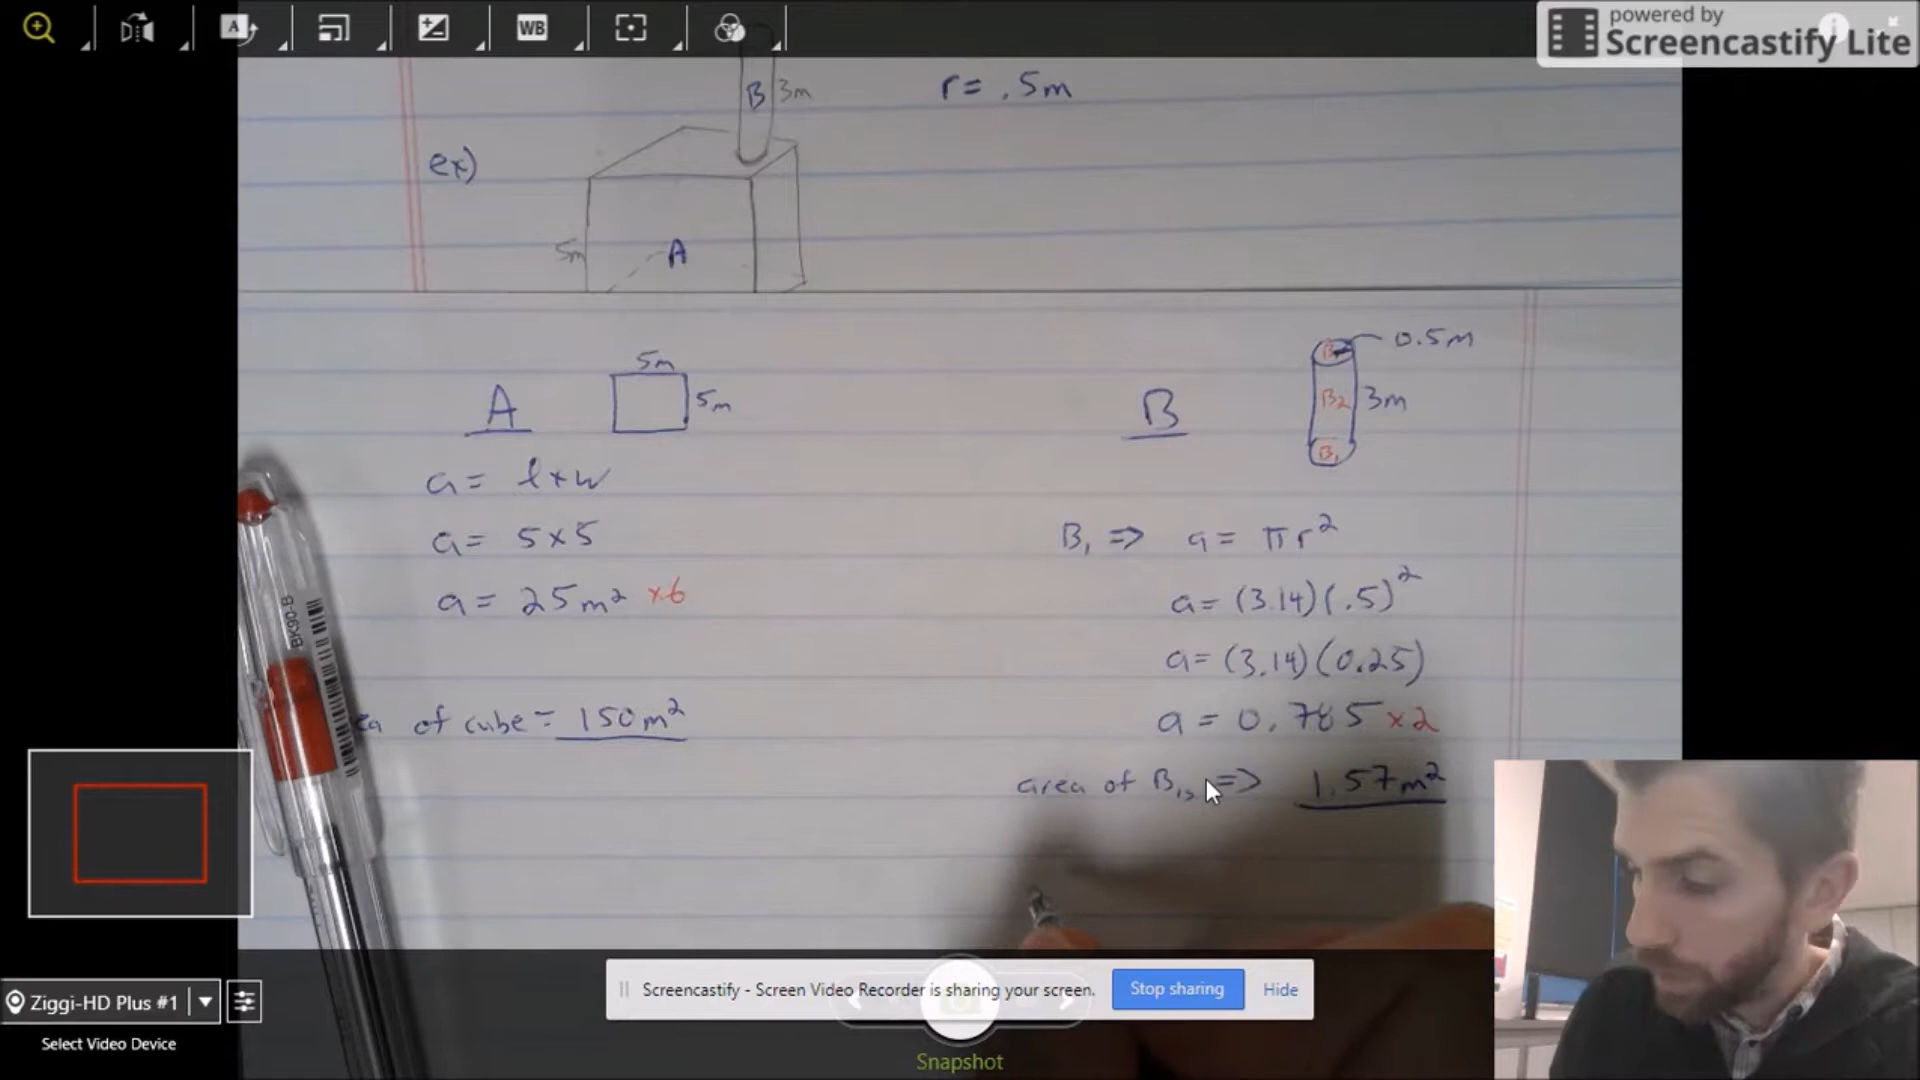 A
WB
powered by
Screencastify Lite
B 3m
r= .5m
ex)
5m
A
5m
A
5m
B
0.5m
B2 3m
B1
a = l x w
a = 5 x 5
a = 25m² x6
of cube = 150m²
B1 => a = πr²
a = (3.14)(.5)²
a = (3.14)(0.25)
a = 0.785 x2
area of B1s => 1.57m²
BK90-B
Screencastify - Screen Video Recorder is sharing your screen.
Stop sharing
Hide
Ziggi-HD Plus #1
Select Video Device
Snapshot